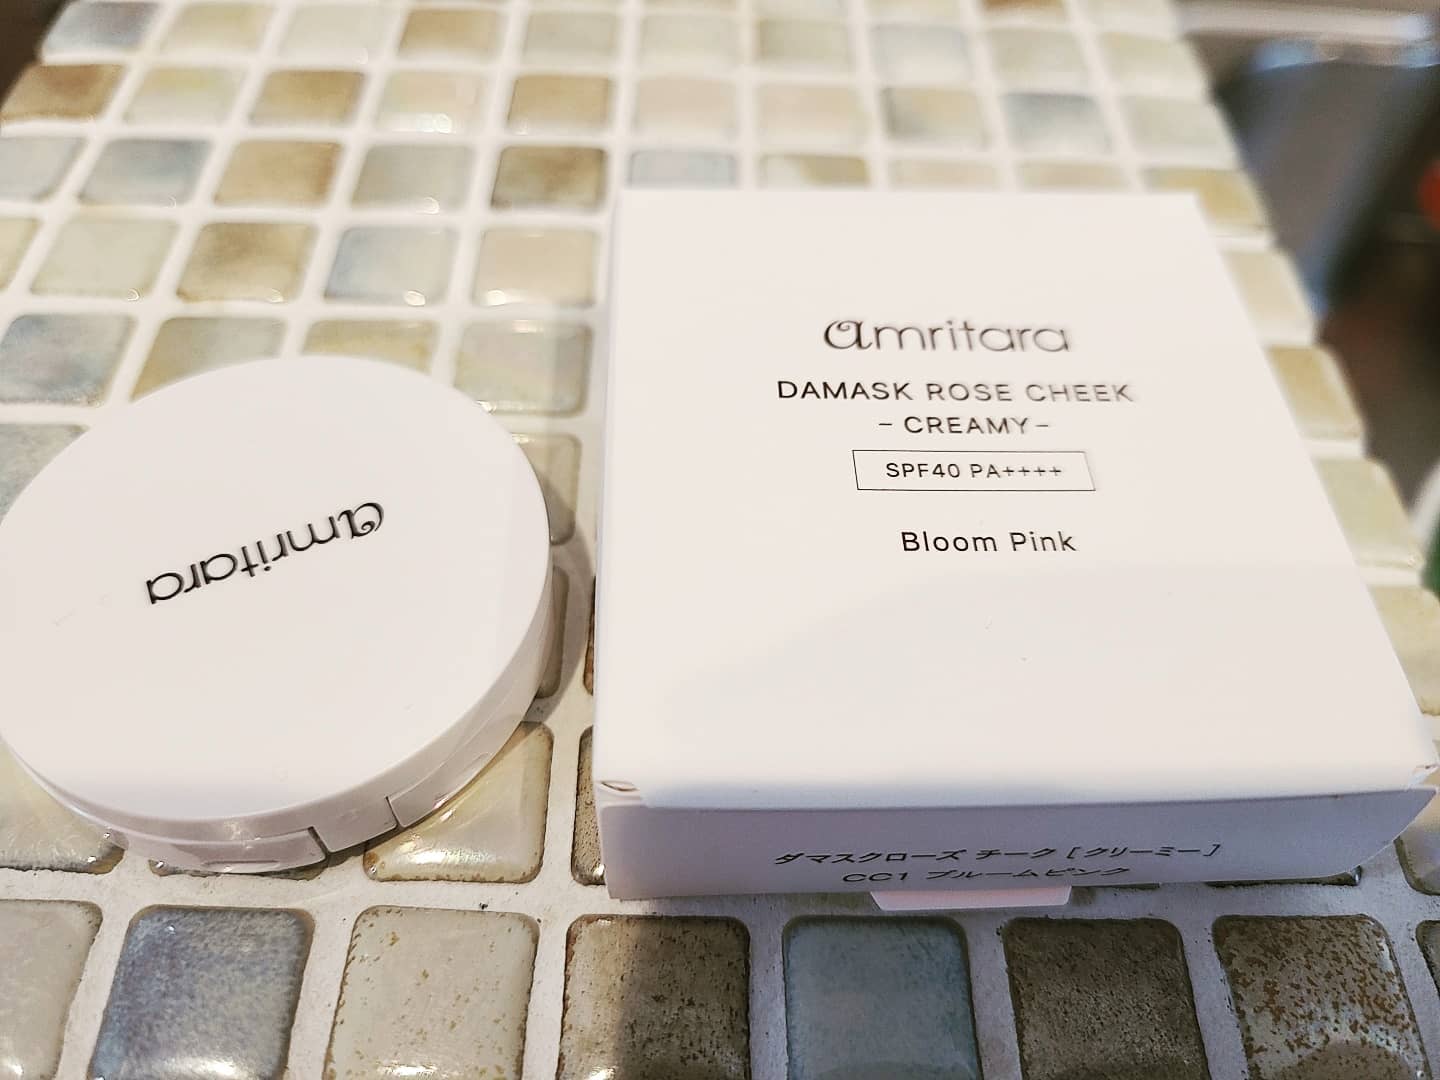 amritara
amritara
DAMASK ROSE CHEEK
- CREAMY -
SPF40 PA++++
Bloom Pink
ダマスクローズ チーク [クリーミー]
CC1 ブルームピンク